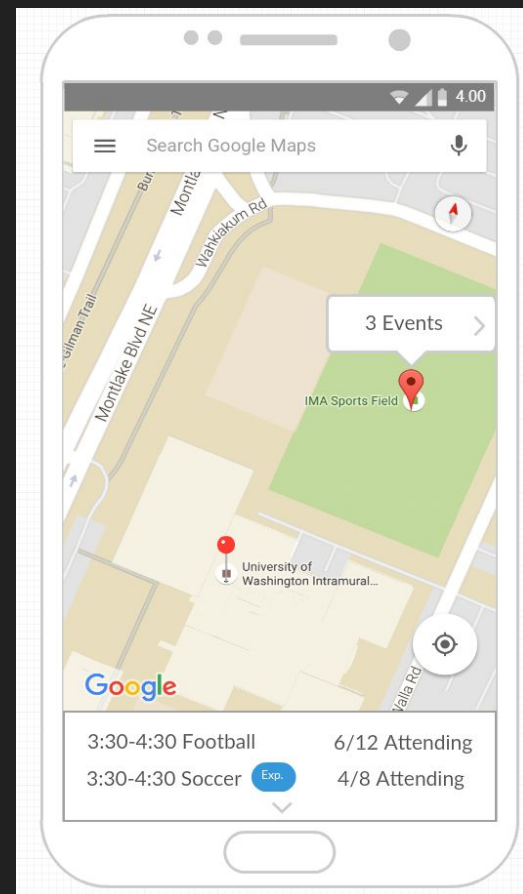 4.00
Search Google Maps
Montla
Wahkiakum Rd
Gilman Trail
Montlake Blvd NE
3 Events
IMA Sports Field
University of
Washington Intramural...
Walla Rd
Google
3:30-4:30 Football 6/12 Attending
3:30-4:30 Soccer Exp. 4/8 Attending